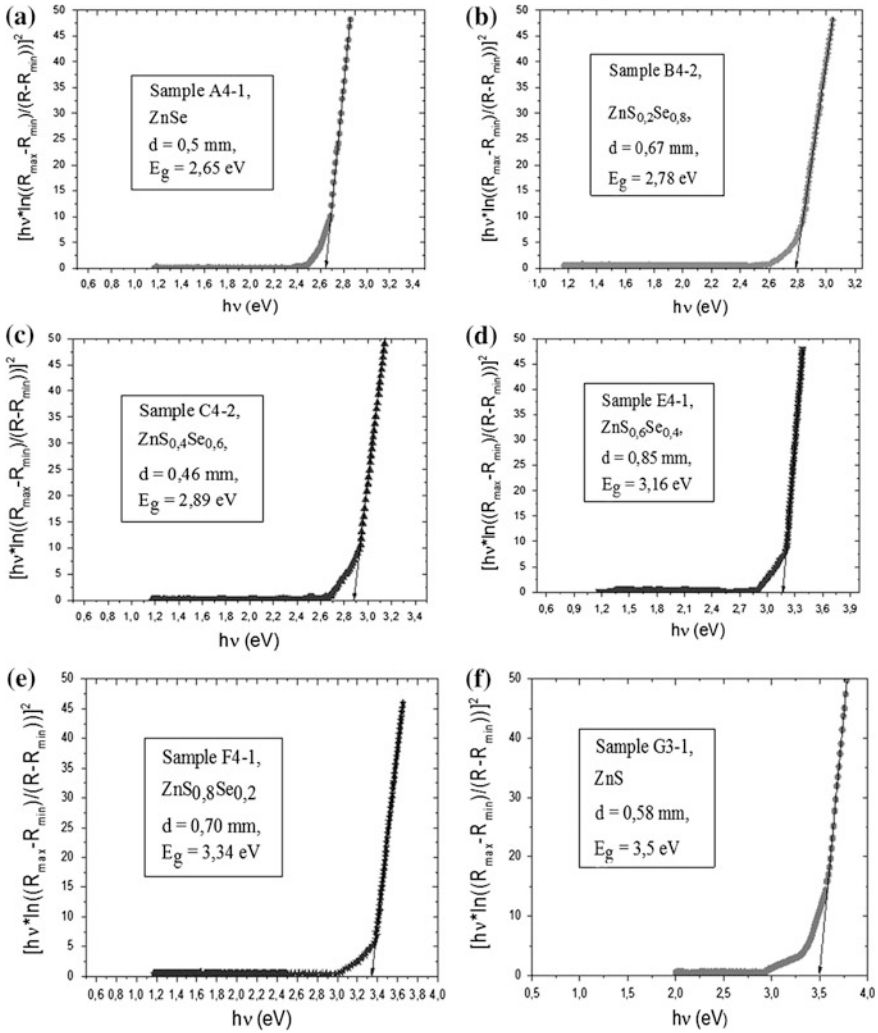 (a)
[hν*ln((Rmax-Rmin)/(R-Rmin))]²
50
45
40
35
30
25
20
15
10
5
0
Sample A4-1,
ZnSe
d = 0,5 mm,
Eg = 2,65 eV
0,6 0,8 1,0 1,2 1,4 1,6 1,8 2,0 2,2 2,4 2,6 2,8 3,0 3,2 3,4
hν (eV)
(b)
[hν*ln((Rmax-Rmin)/(R-Rmin))]²
50
45
40
35
30
25
20
15
10
5
0
Sample B4-2,
ZnS0,2Se0,8,
d = 0,67 mm,
Eg = 2,78 eV
1,0 1,2 1,4 1,6 1,8 2,0 2,2 2,4 2,6 2,8 3,0 3,2
hν (eV)
(c)
[hν*ln((Rmax-Rmin)/(R-Rmin))]²
50
45
40
35
30
25
20
15
10
5
0
Sample C4-2,
ZnS0,4Se0,6,
d = 0,46 mm,
Eg = 2,89 eV
0,6 0,9 1,2 1,5 1,8 2,1 2,4 2,7 3,0 3,3
hν (eV)
(d)
[hν*ln((Rmax-Rmin)/(R-Rmin))]²
50
45
40
35
30
25
20
15
10
5
0
Sample E4-1,
ZnS0,6Se0,4,
d = 0,85 mm,
Eg = 3,16 eV
0,6 0,9 1,2 1,5 1,8 2,1 2,4 2,7 3,0 3,3 3,6 3,9
hν (eV)
(e)
[hν*ln((Rmax-Rmin)/(R-Rmin))]²
50
45
40
35
30
25
20
15
10
5
0
Sample F4-1,
ZnS0,8Se0,2
d = 0,70 mm,
Eg = 3,34 eV
0,6 0,8 1,0 1,2 1,4 1,6 1,8 2,0 2,2 2,4 2,6 2,8 3,0 3,2 3,4 3,6 3,8 4,0
hν (eV)
(f)
[hν*ln((Rmax-Rmin)/(R-Rmin))]²
50
40
30
20
10
0
Sample G3-1,
ZnS
d = 0,58 mm,
Eg = 3,5 eV
0,5 1,0 1,5 2,0 2,5 3,0 3,5 4,0
hν (eV)